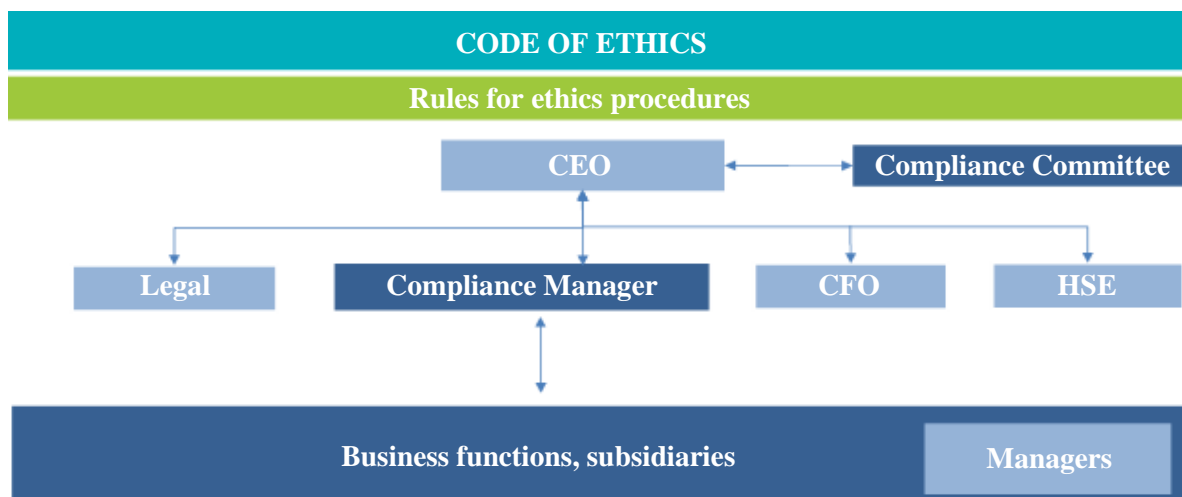 CODE OF ETHICS
Rules for ethics procedures
CEO
Compliance Committee
Legal
Compliance Manager
CFO
HSE
Business functions, subsidiaries
Managers